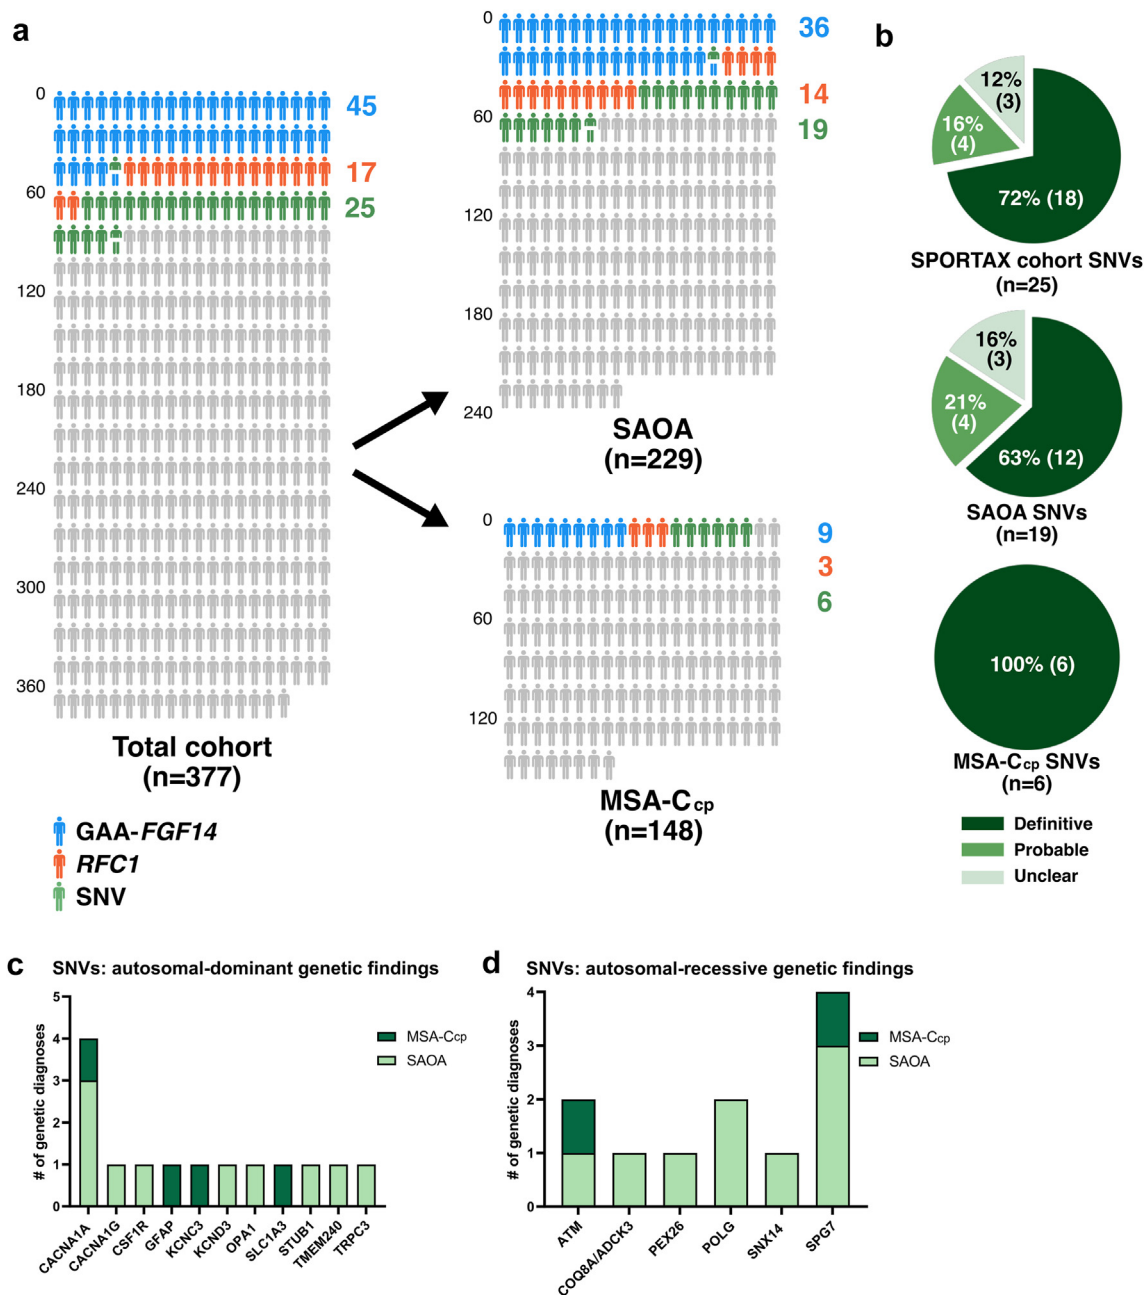 a
0
60
120
180
240
300
360
45
17
25
Total cohort
(n=377)
GAA-FGF14
RFC1
SNV
0
60
120
180
240
36
14
19
SAOA
(n=229)
0
60
120
9
3
6
MSA-Ccp
(n=148)
b
12%
(3)
16%
(4)
72% (18)
SPORTAX cohort SNVs
(n=25)
16%
(3)
21%
(4)
63% (12)
SAOA SNVs
(n=19)
100% (6)
MSA-Ccp SNVs
(n=6)
Definitive
Probable
Unclear
c
SNVs: autosomal-dominant genetic findings
# of genetic diagnoses
5
4
3
2
1
0
MSA-Ccp
SAOA
CACNA1A
CACNA1G
CSF1R
GFAP
KCNC3
KCND3
OPA1
SLC1A3
STUB1
TMEM240
TRPC3
d
SNVs: autosomal-recessive genetic findings
# of genetic diagnoses
4
3
2
1
0
MSA-Ccp
SAOA
ATM
COQ8A/ADCK3
PEX26
POLG
SNX14
SPG7